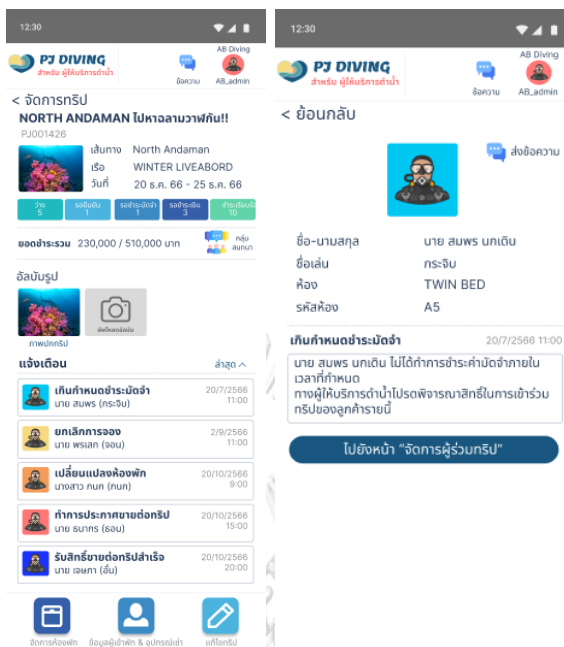 12:30
PJ DIVING
สำหรับ ผู้ให้บริการดำน้ำ
ข้อความ
AB Diving
AB_admin
< จัดการทริป
NORTH ANDAMAN ไปหาฉลามวาฬกัน!!
PJ001426
เส้นทาง North Andaman
เรือ WINTER LIVEABORD
วันที่ 20 ธ.ค. 66 - 25 ธ.ค. 66
ว่าง
5
รอยืนยัน
1
รอชำระมัดจำ
1
รอชำระเงิน
3
10
ยอดชำระรวม 230,000 / 510,000 บาท
กลุ่ม
สนทนา
อัลบั้มรูป
อัพโหลดอัลบั้ม
ภาพปกทริป
แจ้งเตือน
ล่าสุด
เกินกำหนดชำระมัดจำ 20/7/2566
นาย สมพร (กระจิบ) 11:00
ยกเลิกการจอง 2/9/2566
นาย พรเสก (จอน) 11:00
เปลี่ยนแปลงห้องพัก 20/10/2566
นางสาว กนก (กนก) 9:00
ทำการประกาศขายต่อทริป 20/10/2566
นาย ธนากร (ธอน) 15:00
รับสิทธิ์ขายต่อทริปสำเร็จ 20/10/2566
นาย เจษฎา (อั๋น) 20:00
จัดการห้องพัก
ข้อมูลผู้เข้าพัก & อุปกรณ์เช่า
แก้ไขทริป
12:30
PJ DIVING
สำหรับ ผู้ให้บริการดำน้ำ
ข้อความ
AB Diving
AB_admin
< ย้อนกลับ
ส่งข้อความ
ชื่อ-นามสกุล นาย สมพร นกเดิน
ชื่อเล่น กระจิบ
ห้อง TWIN BED
รหัสห้อง A5
เกินกำหนดชำระมัดจำ 20/7/2566 11:00
นาย สมพร นกเดิน ไม่ได้ทำการชำระค่ามัดจำภายใน
เวลาที่กำหนด
ทางผู้ให้บริการดำน้ำโปรดพิจารณาสิทธิ์ในการเข้าร่วม
ทริปของลูกค้ารายนี้
ไปยังหน้า “จัดการผู้ร่วมทริป”